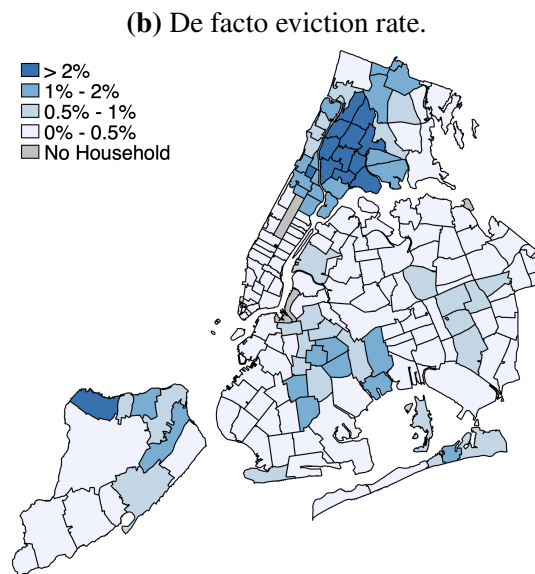 (b) De facto eviction rate.
> 2%
1% - 2%
0.5% - 1%
0% - 0.5%
No Household